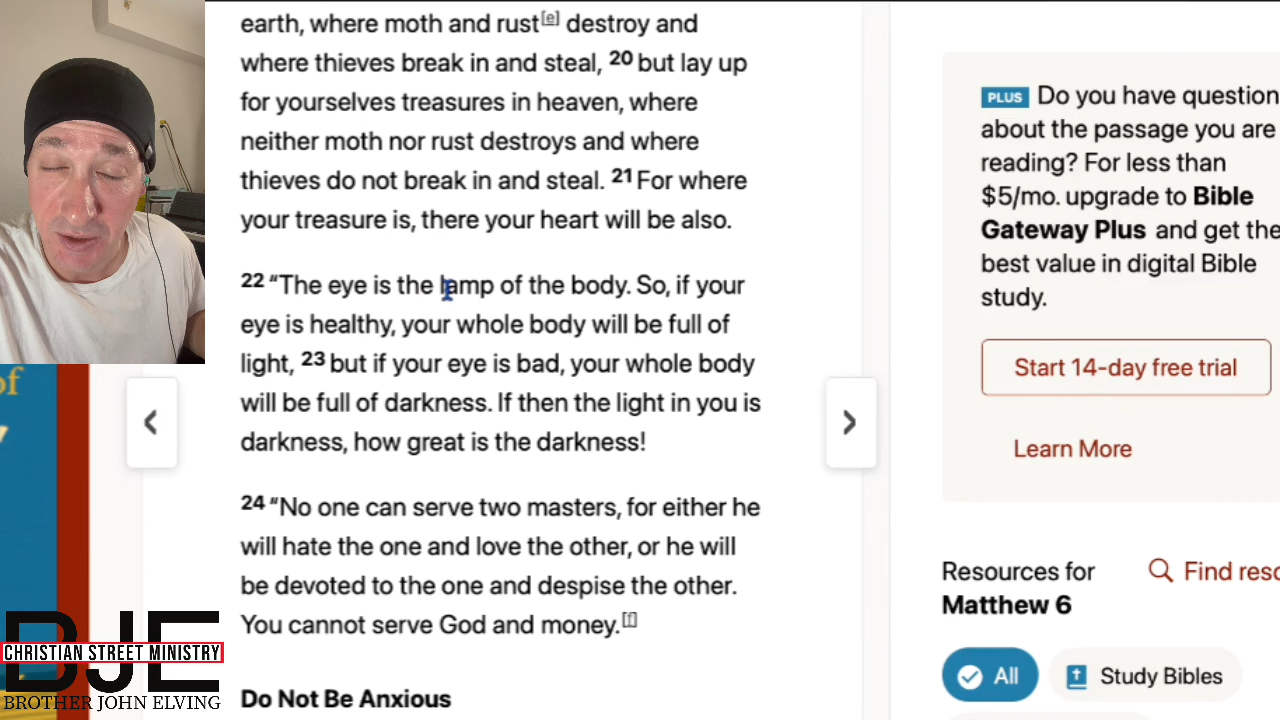 earth, where moth and rust[e] destroy and
where thieves break in and steal, 20 but lay up
for yourselves treasures in heaven, where
neither moth nor rust destroys and where
thieves do not break in and steal. 21 For where
your treasure is, there your heart will be also.
22 “The eye is the lamp of the body. So, if your
eye is healthy, your whole body will be full of
light, 23 but if your eye is bad, your whole body
will be full of darkness. If then the light in you is
darkness, how great is the darkness!
24 “No one can serve two masters, for either he
will hate the one and love the other, or he will
be devoted to the one and despise the other.
You cannot serve God and money.[f]
Do Not Be Anxious
PLUS Do you have question
about the passage you are
reading? For less than
$5/mo. upgrade to Bible
Gateway Plus and get the
best value in digital Bible
study.
Start 14-day free trial
Learn More
Resources for
Matthew 6
Find reso
All
Study Bibles
of
BJE
CHRISTIAN STREET MINISTRY
BROTHER JOHN ELVING